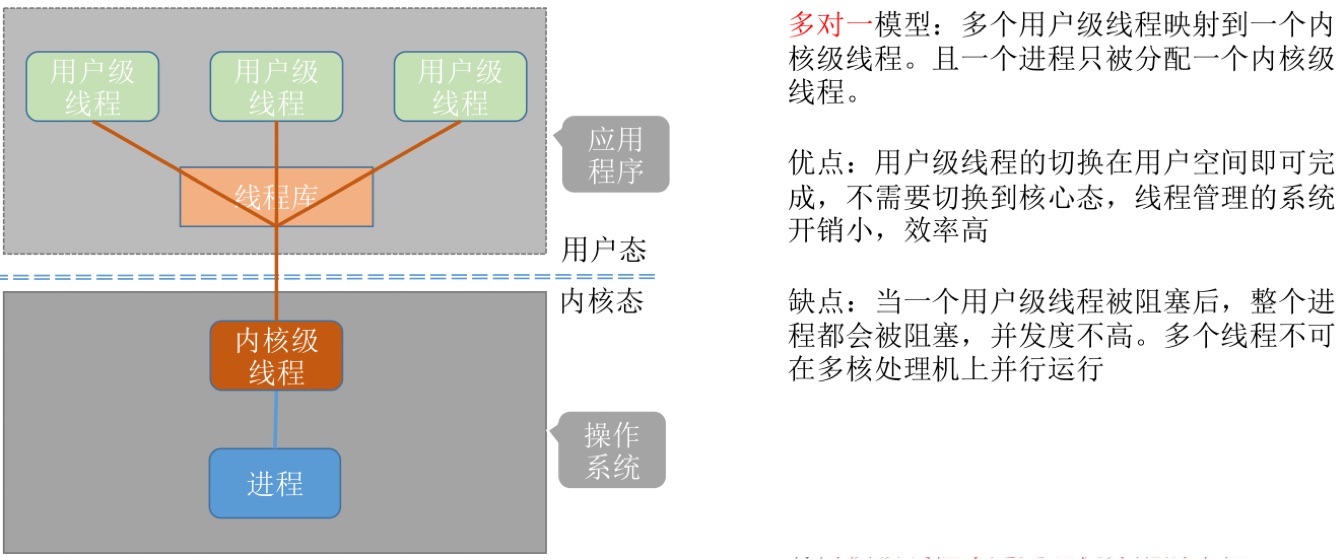 用户级
线程
用户级
线程
用户级
线程
应用
程序
线程库
用户态
内核态
内核级
线程
操作
系统
进程
多对一模型：多个用户级线程映射到一个内
核级线程。且一个进程只被分配一个内核级
线程。
优点：用户级线程的切换在用户空间即可完
成，不需要切换到核心态，线程管理的系统
开销小，效率高
缺点：当一个用户级线程被阻塞后，整个进
程都会被阻塞，并发度不高。多个线程不可
在多核处理机上并行运行